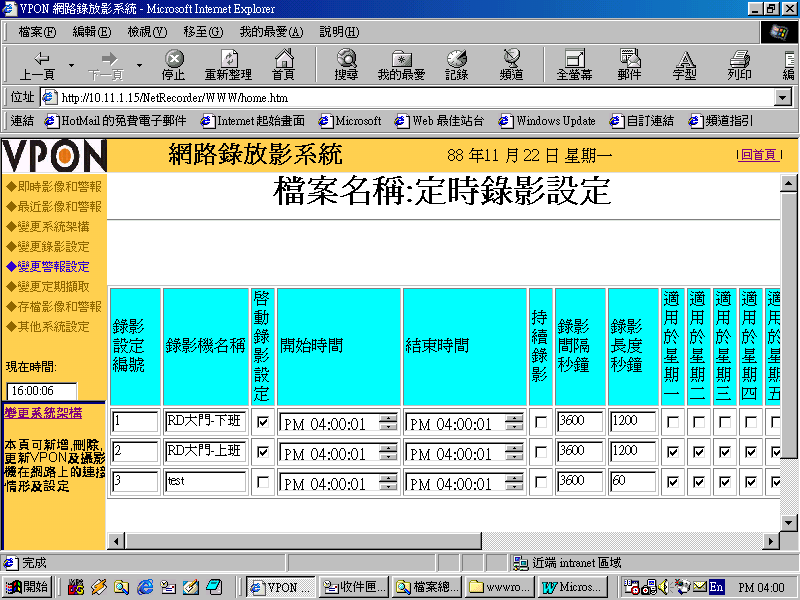 VPON 網路錄放影系統 - Microsoft Internet Explorer
檔案(F) 編輯(E) 檢視(V) 移至(G) 我的最愛(A) 說明(H)
上一頁 下一頁 停止 重新整理 首頁 搜尋 我的最愛 記錄 頻道 全螢幕 郵件 字型 列印 編
網址 http://10.11.1.15/NetRecorder/WWW/home.htm
連結 HotMail 的免費電子郵件 Internet 起始畫面 Microsoft Web 最佳站台 Windows Update 自訂連結 頻道指引
VPON 網路錄放影系統 88 年11 月 22 日 星期一 |回首頁|
◆即時影像和警報
◆最近影像和警報
◆變更系統架構
◆變更錄影設定
◆變更警報設定
◆變更定期擷取
◆存檔影像和警報
◆其他系統設定
現在時間:
16:00:06
變更系統架構
本頁可新增,刪除,
更新VPON及攝影
機在網路上的連接
情形及設定
檔案名稱:定時錄影設定
錄影設定編號 錄影機名稱 啓動錄影設定 開始時間 結束時間 持續錄影 錄影間隔秒鐘 錄影長度秒鐘 適用於星期一 適用於星期二 適用於星期三 適用於星期四 適用於星期五
1 RD大門-下班 PM 04:00:01 PM 04:00:01 3600 1200
2 RD大門-上班 PM 04:00:01 PM 04:00:01 3600 1200
3 test PM 04:00:01 PM 04:00:01 3600 60
完成 近端 intranet 區域
開始 VPON ... 收件匣... 檔案總... wwwro... Micros... En PM 04:00